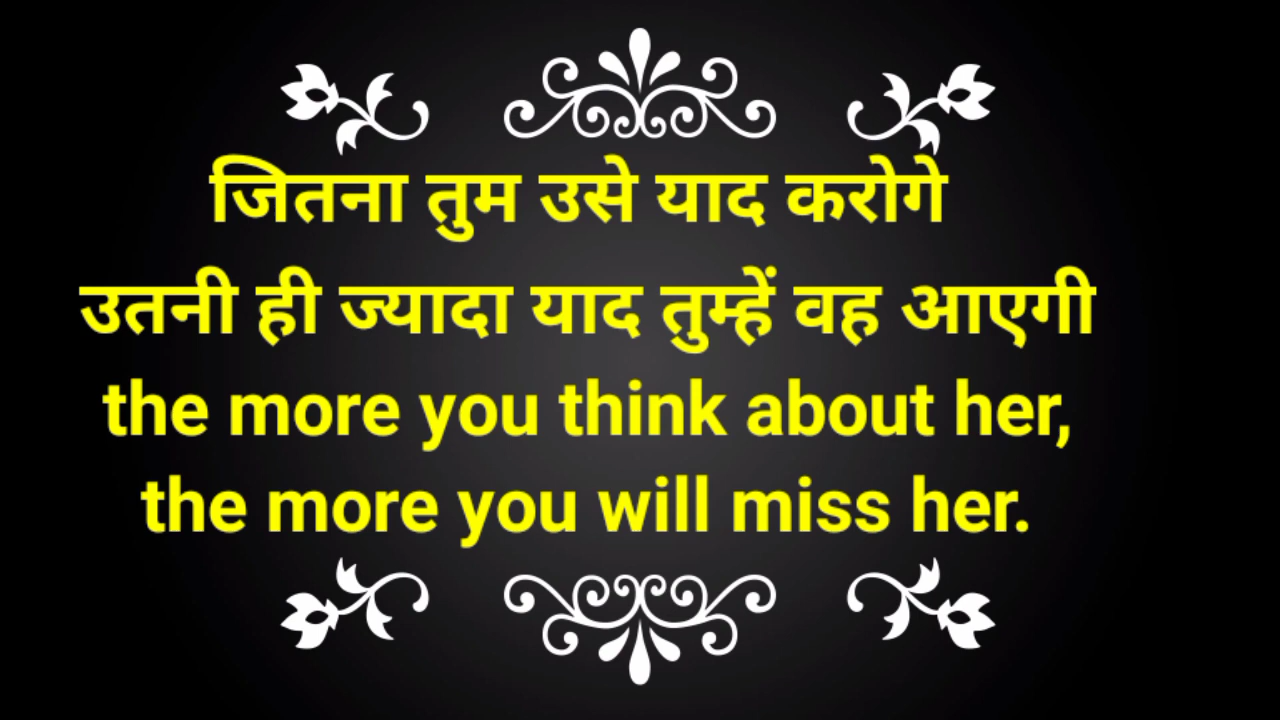 जितना तुम उसे याद करोगे
उतनी ही ज्यादा याद तुम्हें वह आएगी
the more you think about her,
the more you will miss her.